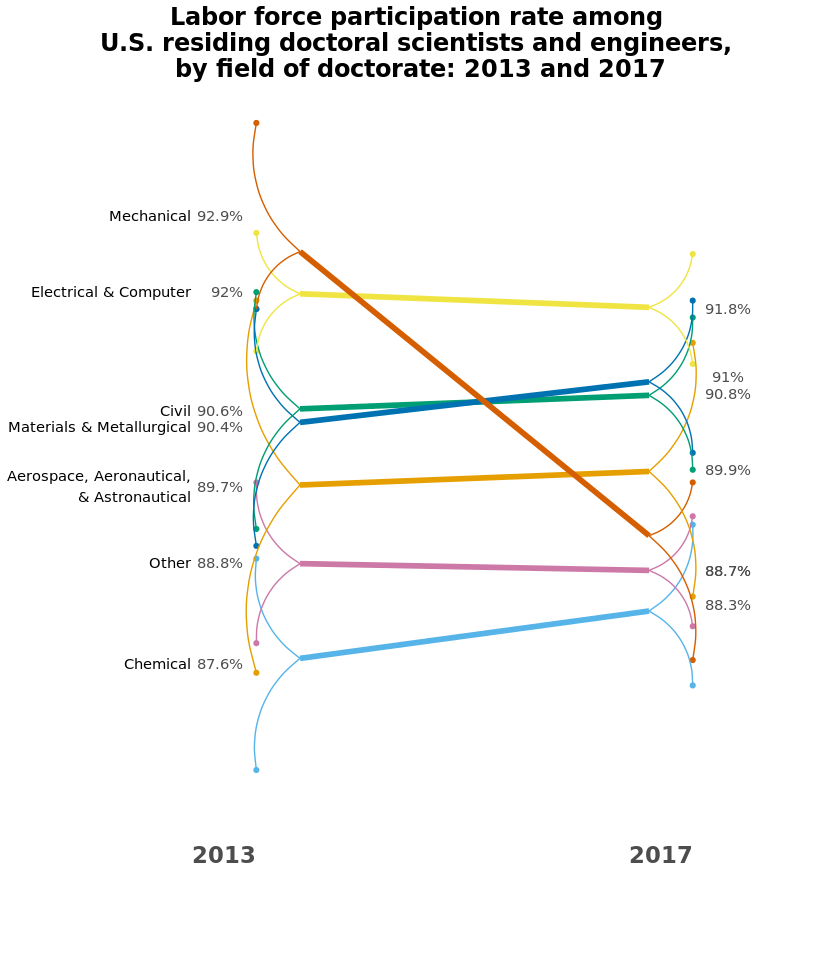 Labor force participation rate among
U.S. residing doctoral scientists and engineers,
by field of doctorate: 2013 and 2017
Mechanical 92.9%
Electrical & Computer 92%
91.8%
91%
90.8%
Civil 90.6%
Materials & Metallurgical 90.4%
89.9%
Aerospace, Aeronautical,
& Astronautical
89.7%
Other 88.8%
88.7%
88.3%
Chemical 87.6%
2013
2017